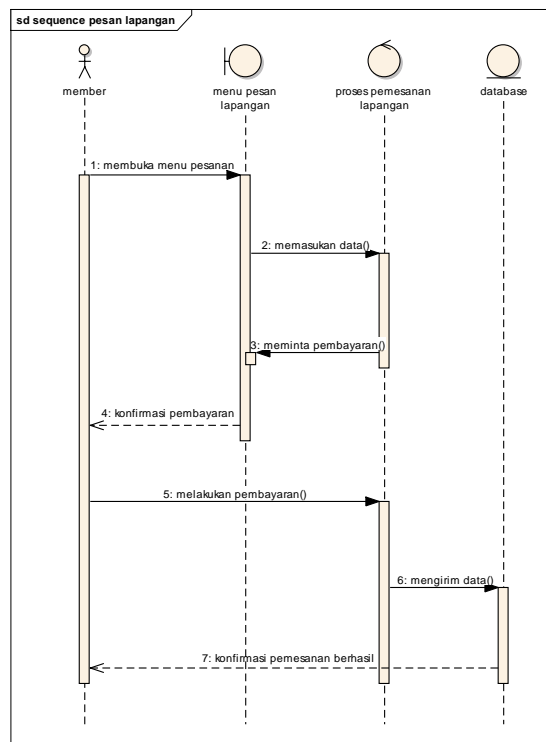 sd sequence pesan lapangan
member
menu pesan
lapangan
proses pemesanan
lapangan
database
1: membuka menu pesanan
2: memasukan data()
3: meminta pembayaran()
4: konfirmasi pembayaran
5: melakukan pembayaran()
6: mengirim data()
7: konfirmasi pemesanan berhasil